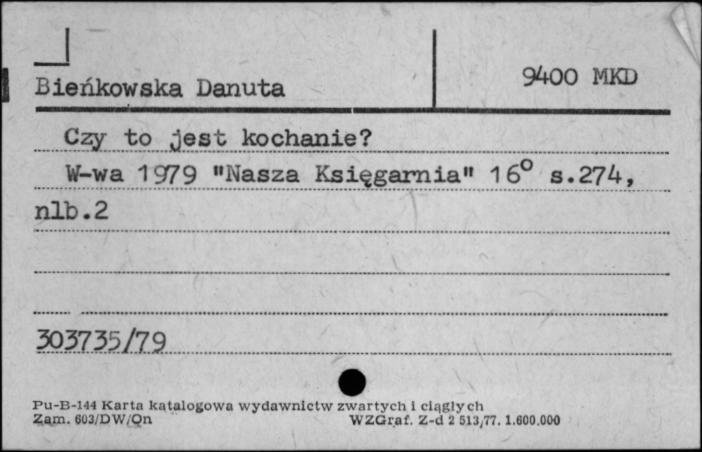 Bieńkowska Danuta
9400 MKD
Czy to jest kochanie?
W-wa 1979 "Nasza Księgarnia" 16° s.274,
nlb.2
303735/79
Pu-B-144 Karta katalogowa wydawnictw zwartych i ciągłych
Zam. 603/DW/Qn WZGraf. Z-d 2 513/77. 1.600.000